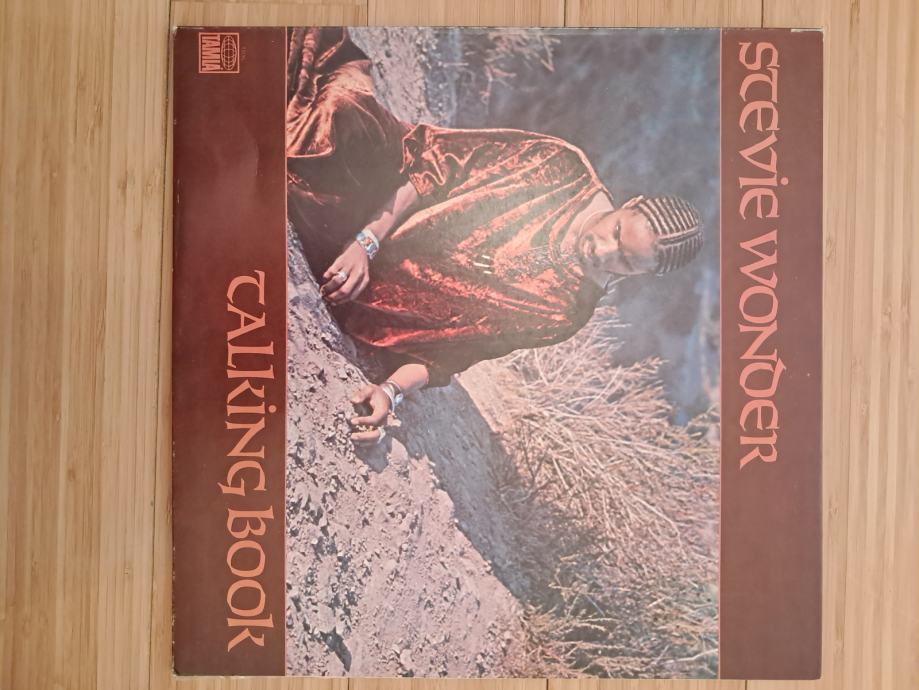 STEVIE WONDER
TALKING BOOK
TAMLA